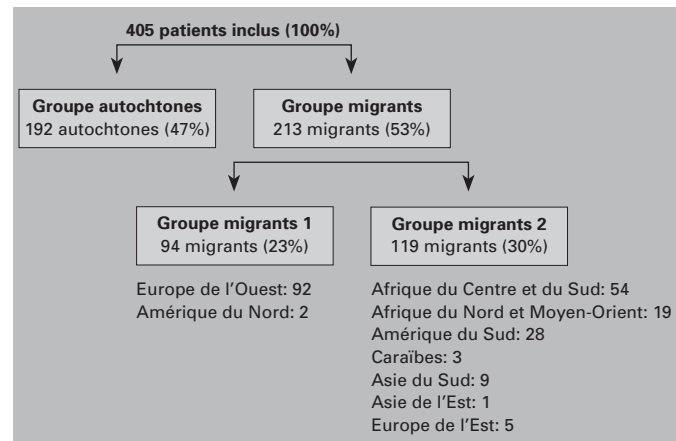 405 patients inclus (100%)
Groupe autochtones
192 autochtones (47%)
Groupe migrants
213 migrants (53%)
Groupe migrants 1
94 migrants (23%)
Europe de l'Ouest: 92
Amérique du Nord: 2
Groupe migrants 2
119 migrants (30%)
Afrique du Centre et du Sud: 54
Afrique du Nord et Moyen-Orient: 19
Amérique du Sud: 28
Caraïbes: 3
Asie du Sud: 9
Asie de l'Est: 1
Europe de l'Est: 5